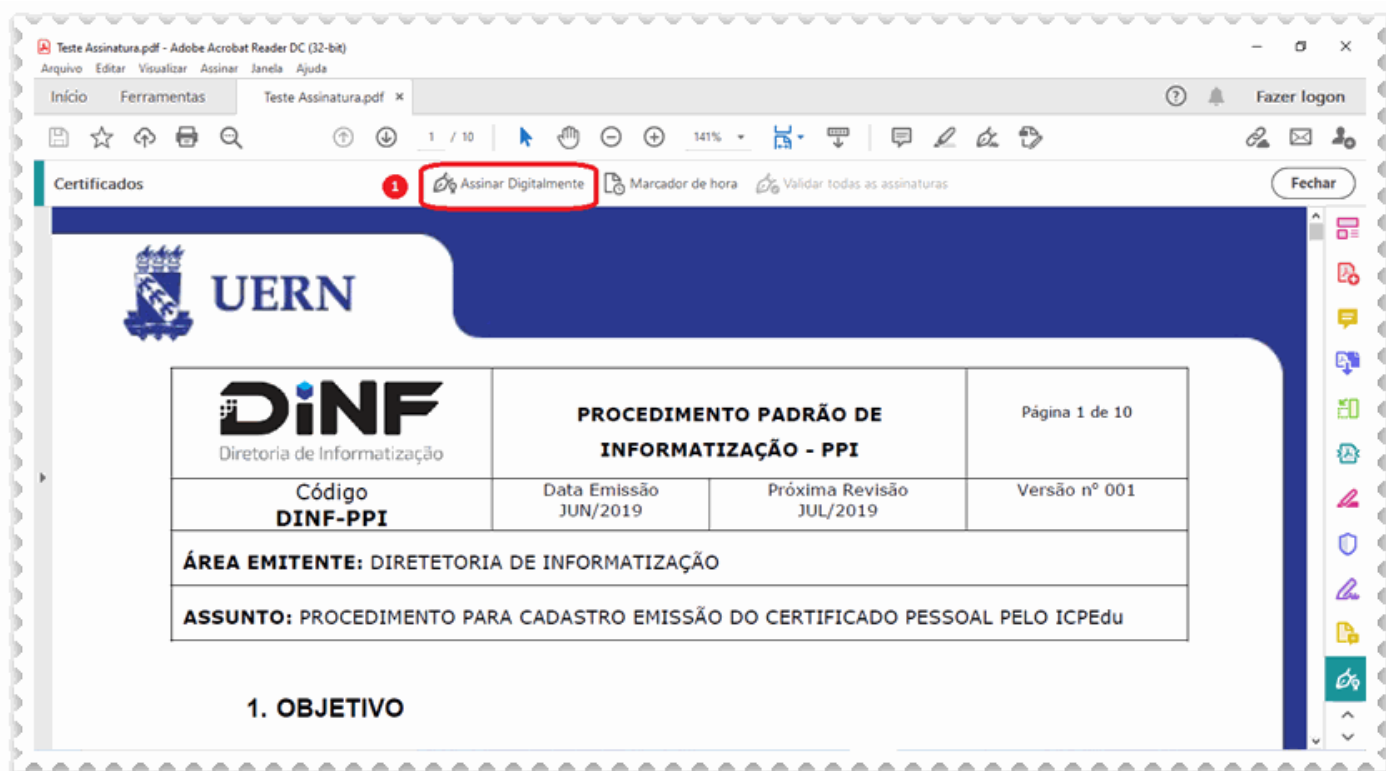 Teste Assinatura.pdf - Adobe Acrobat Reader DC (32-bit)
Arquivo Editar Visualizar Assinar Janela Ajuda
Início Ferramentas Teste Assinatura.pdf × Fazer logon
1 / 10 141%
Certificados 1 Assinar Digitalmente Marcador de hora Validar todas as assinaturas Fechar
UERN
DiNF
Diretoria de Informatização
PROCEDIMENTO PADRÃO DE
INFORMATIZAÇÃO - PPI
Página 1 de 10
Código
DINF-PPI
Data Emissão
JUN/2019
Próxima Revisão
JUL/2019
Versão nº 001
ÁREA EMITENTE: DIRETETORIA DE INFORMATIZAÇÃO
ASSUNTO: PROCEDIMENTO PARA CADASTRO EMISSÃO DO CERTIFICADO PESSOAL PELO ICPEdu
1. OBJETIVO